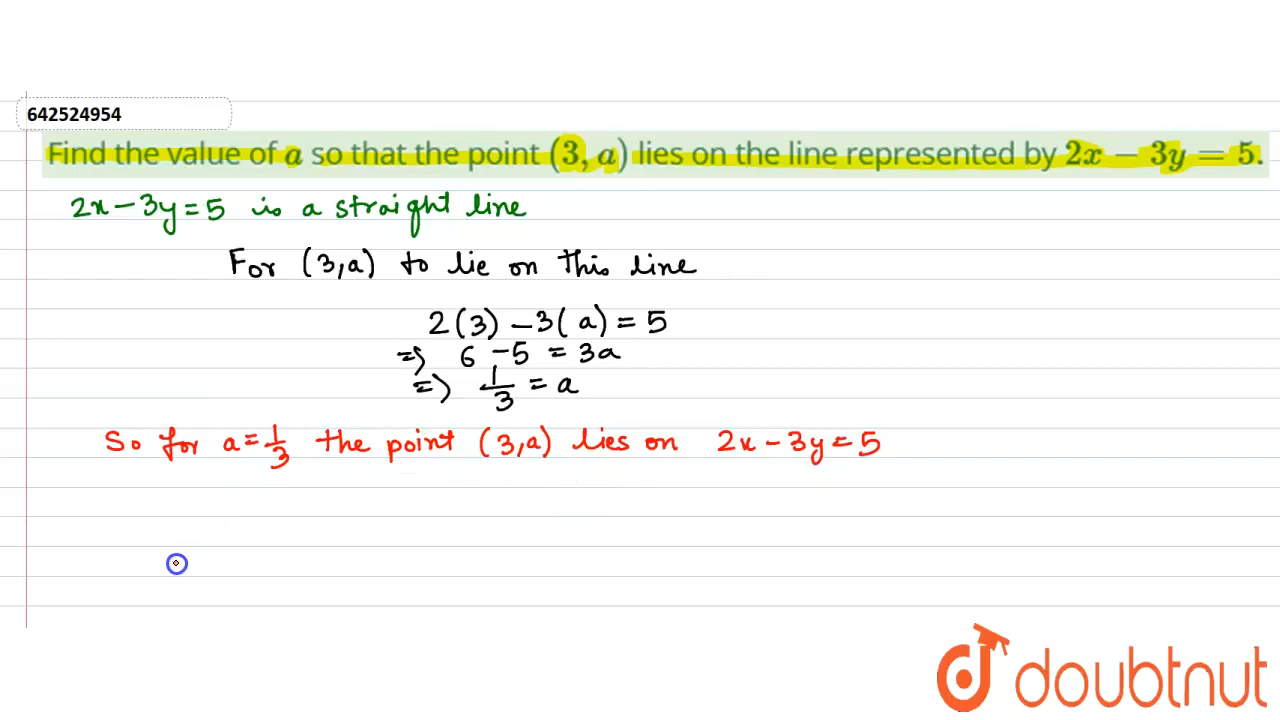 642524954
Find the value of a so that the point (3, a) lies on the line represented by 2x − 3y = 5.
2x − 3y = 5 is a straight line
For (3,a) to lie on this line
2(3) − 3(a) = 5
=> 6 − 5 = 3a
=> 1/3 = a
So for a = 1/3 the point (3,a) lies on 2x − 3y = 5
doubtnut